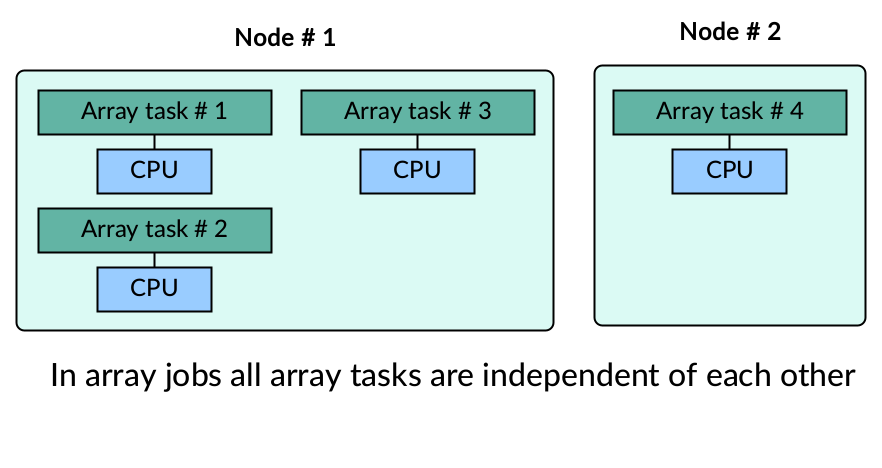 Node # 1
Node # 2
Array task # 1
Array task # 3
Array task # 4
CPU
CPU
CPU
Array task # 2
CPU
In array jobs all array tasks are independent of each other